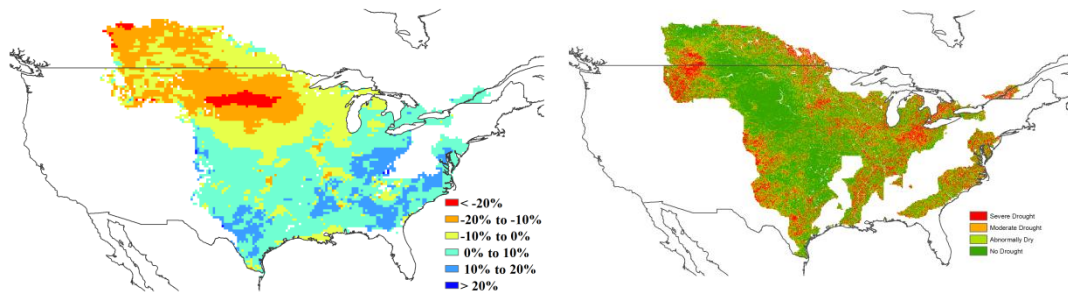 < -20%
-20% to -10%
-10% to 0%
0% to 10%
10% to 20%
> 20%
Severe Drought
Moderate Drought
Abnormally Dry
No Drought